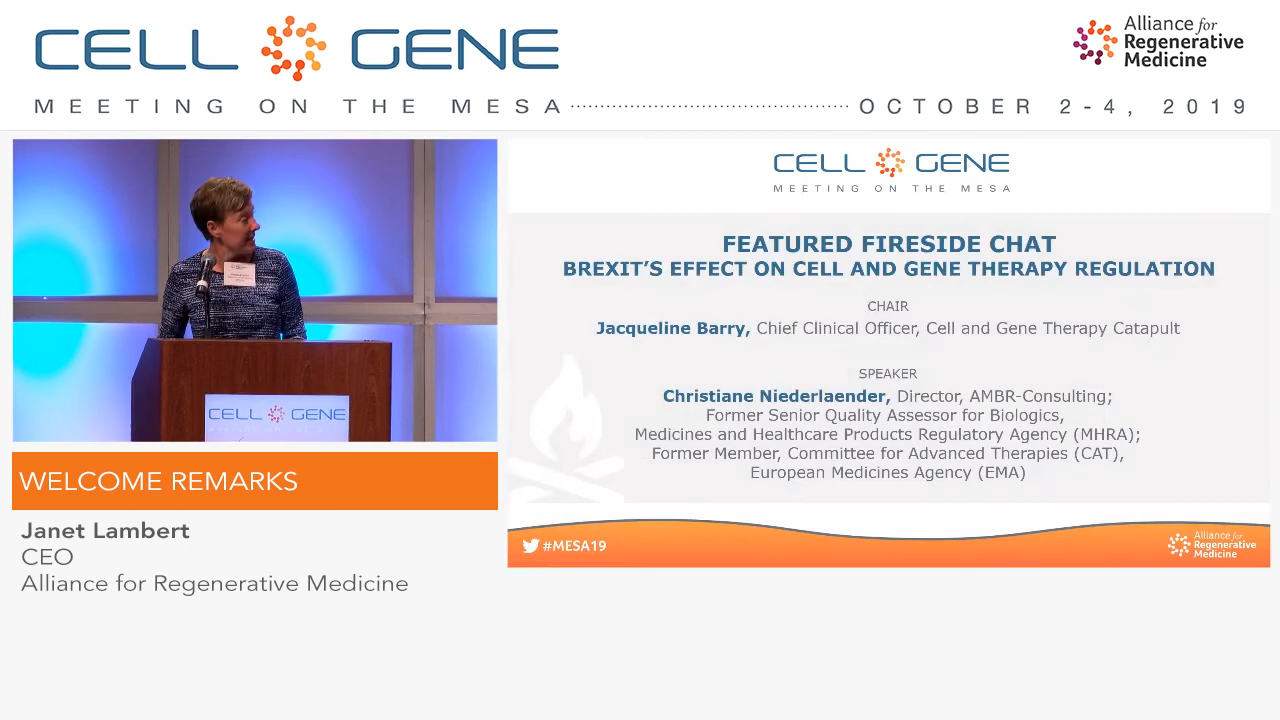 CELL GENE
MEETING ON THE MESA
OCTOBER 2-4, 2019
Alliance for
Regenerative
Medicine
CELL GENE
WELCOME REMARKS
Janet Lambert
CEO
Alliance for Regenerative Medicine
CELL GENE
MEETING ON THE MESA
FEATURED FIRESIDE CHAT
BREXIT'S EFFECT ON CELL AND GENE THERAPY REGULATION
CHAIR
Jacqueline Barry, Chief Clinical Officer, Cell and Gene Therapy Catapult
SPEAKER
Christiane Niederlaender, Director, AMBR-Consulting;
Former Senior Quality Assessor for Biologics,
Medicines and Healthcare Products Regulatory Agency (MHRA);
Former Member, Committee for Advanced Therapies (CAT),
European Medicines Agency (EMA)
#MESA19
Alliance for
Regenerative
Medicine